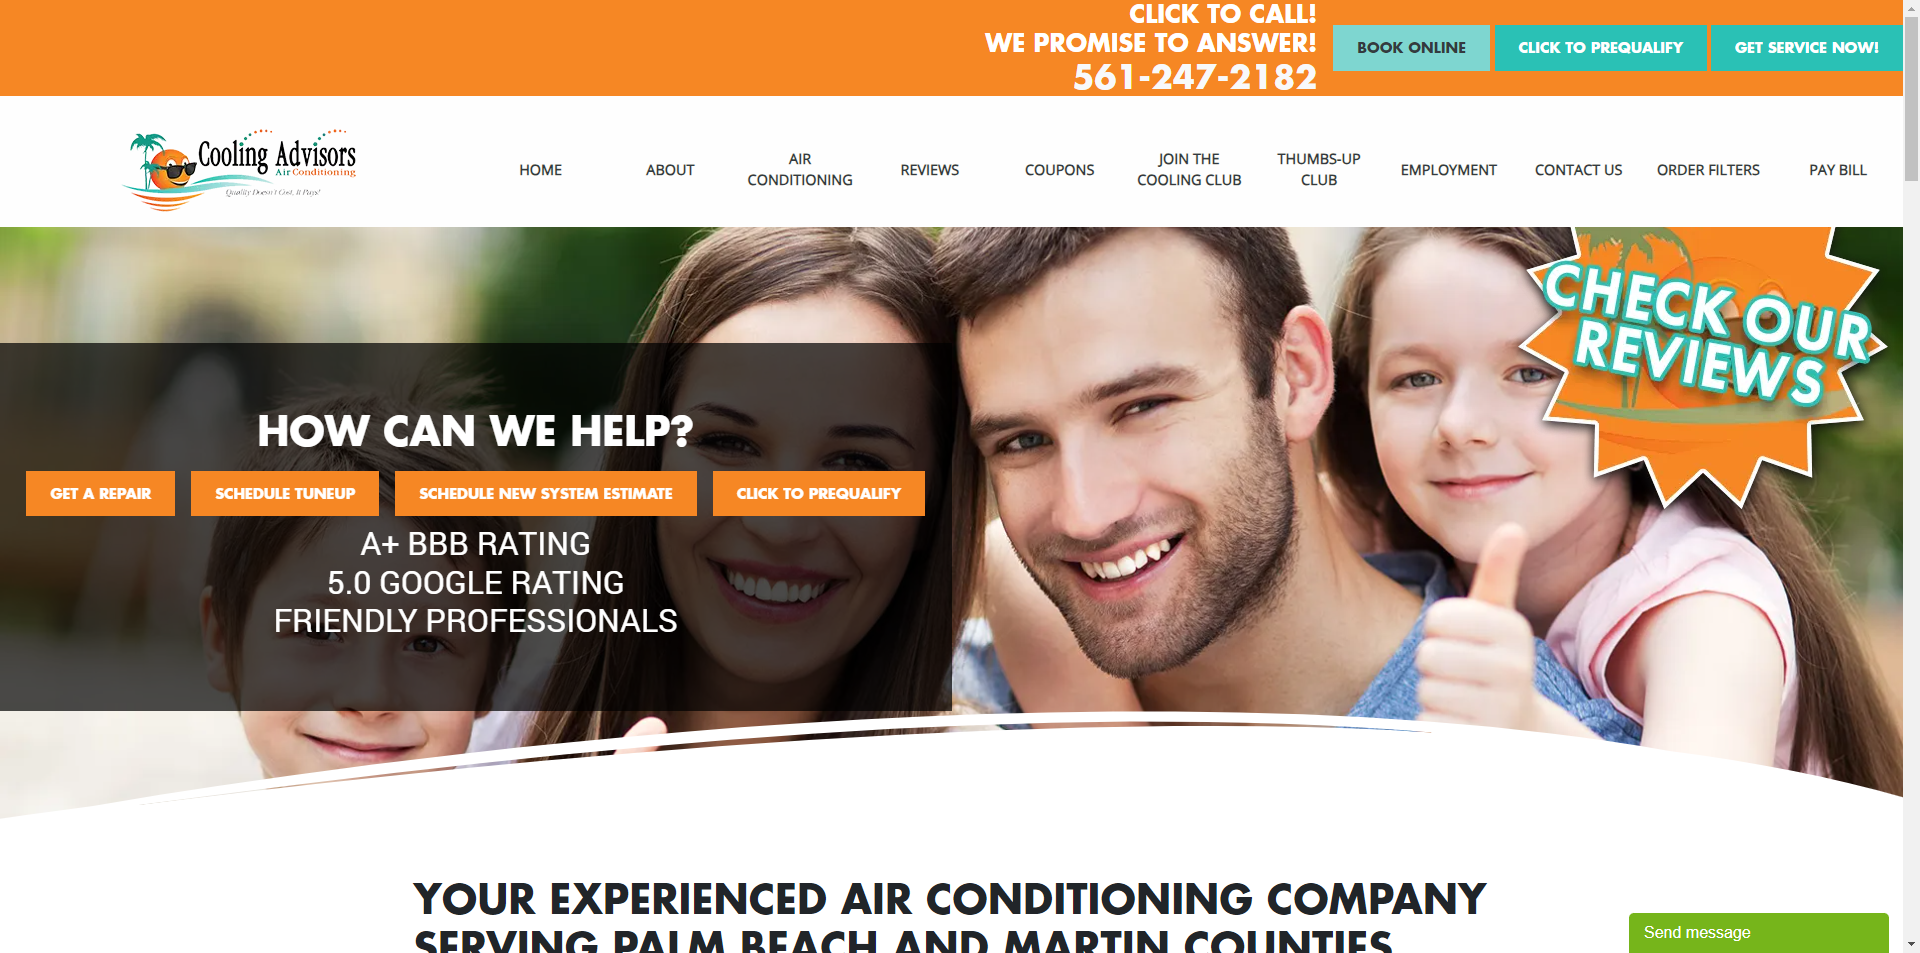 CLICK TO CALL!
WE PROMISE TO ANSWER!
561-247-2182
BOOK ONLINE
CLICK TO PREQUALIFY
GET SERVICE NOW!
Cooling Advisors
Air Conditioning
Quality Doesn't Cost, It Pays!
HOME
ABOUT
AIR
CONDITIONING
REVIEWS
COUPONS
JOIN THE
COOLING CLUB
THUMBS-UP
CLUB
EMPLOYMENT
CONTACT US
ORDER FILTERS
PAY BILL
CHECK OUR
REVIEWS
HOW CAN WE HELP?
GET A REPAIR
SCHEDULE TUNEUP
SCHEDULE NEW SYSTEM ESTIMATE
CLICK TO PREQUALIFY
A+ BBB RATING
5.0 GOOGLE RATING
FRIENDLY PROFESSIONALS
YOUR EXPERIENCED AIR CONDITIONING COMPANY
SERVING PALM BEACH AND MARTIN COUNTIES
Send message